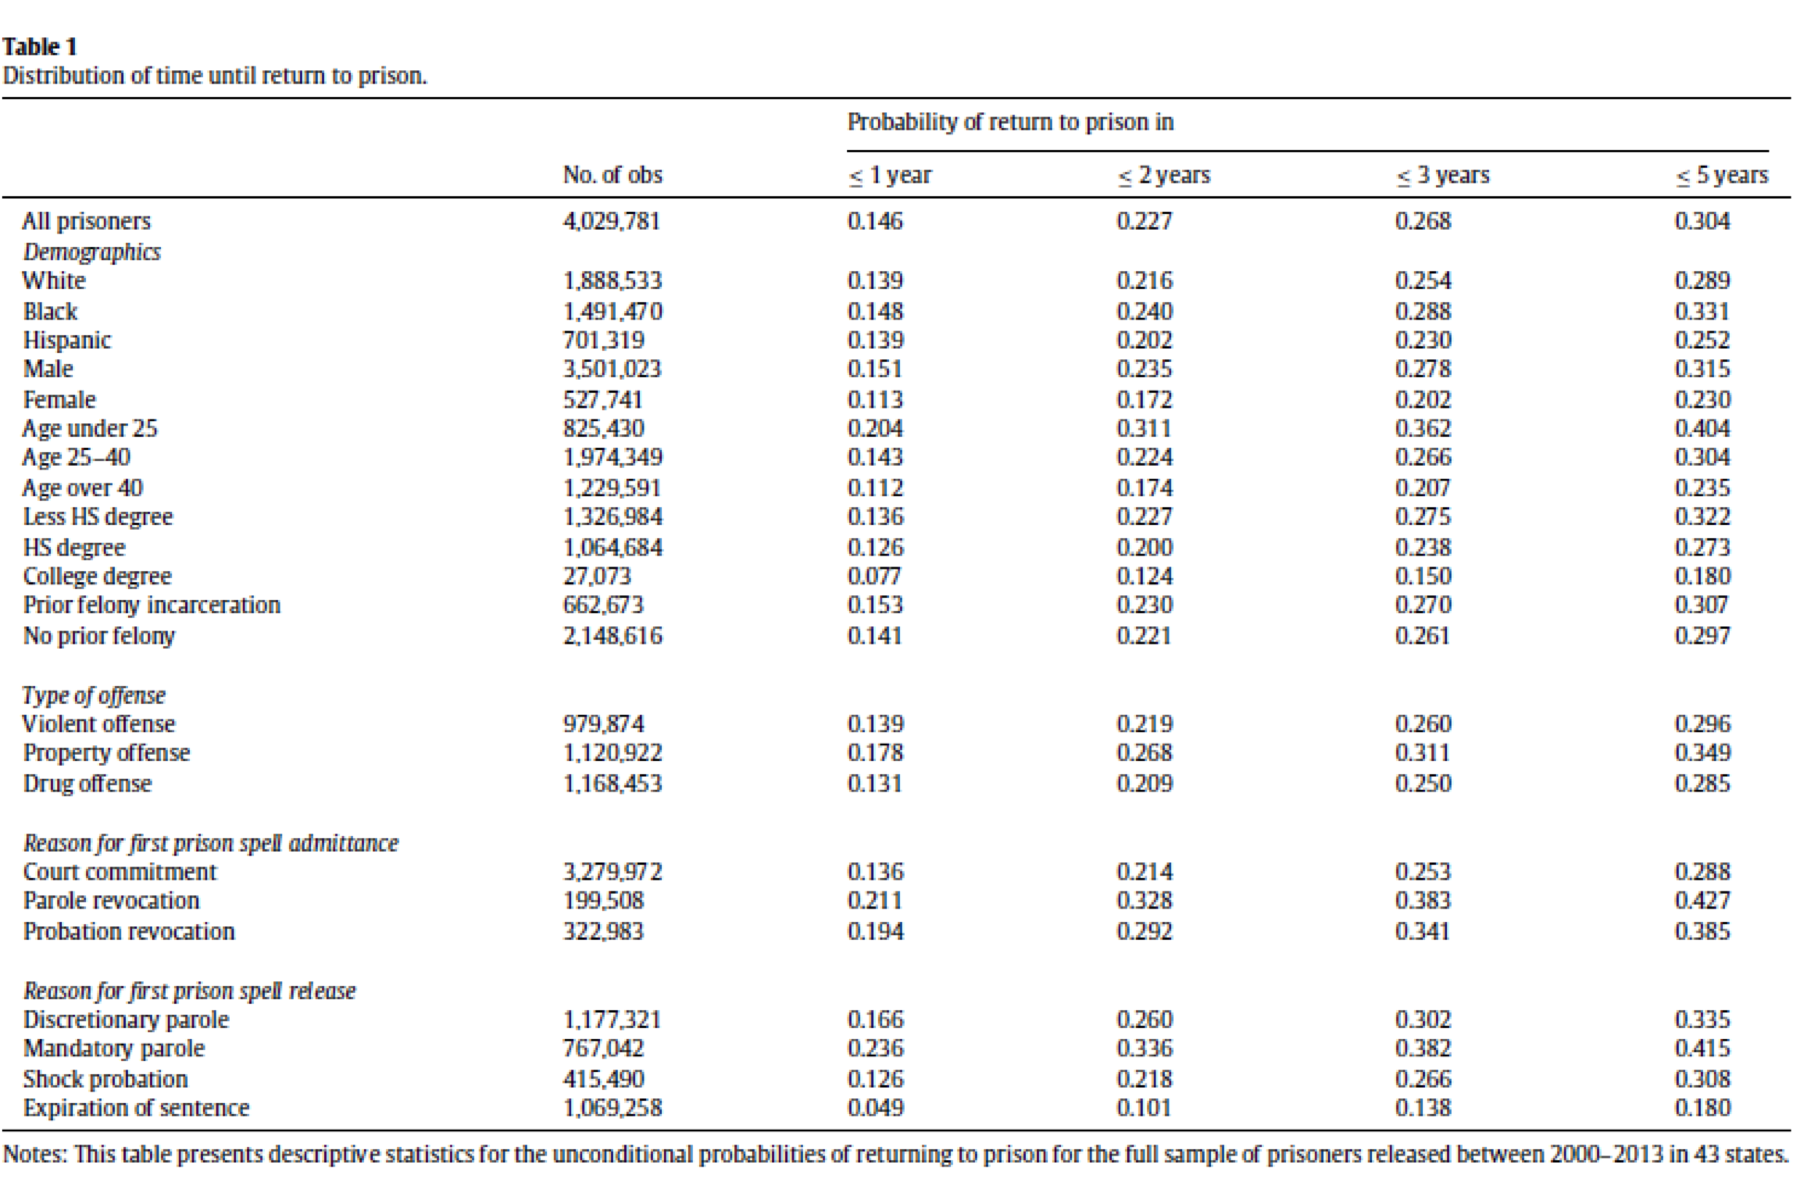 Table 1
Distribution of time until return to prison.
Probability of return to prison in
No. of obs ≤ 1 year ≤ 2 years ≤ 3 years ≤ 5 years
All prisoners 4,029,781 0.146 0.227 0.268 0.304
Demographics
White 1,888,533 0.139 0.216 0.254 0.289
Black 1,491,470 0.148 0.240 0.288 0.331
Hispanic 701,319 0.139 0.202 0.230 0.252
Male 3,501,023 0.151 0.235 0.278 0.315
Female 527,741 0.113 0.172 0.202 0.230
Age under 25 825,430 0.204 0.311 0.362 0.404
Age 25–40 1,974,349 0.143 0.224 0.266 0.304
Age over 40 1,229,591 0.112 0.174 0.207 0.235
Less HS degree 1,326,984 0.136 0.227 0.275 0.322
HS degree 1,064,684 0.126 0.200 0.238 0.273
College degree 27,073 0.077 0.124 0.150 0.180
Prior felony incarceration 662,673 0.153 0.230 0.270 0.307
No prior felony 2,148,616 0.141 0.221 0.261 0.297
Type of offense
Violent offense 979,874 0.139 0.219 0.260 0.296
Property offense 1,120,922 0.178 0.268 0.311 0.349
Drug offense 1,168,453 0.131 0.209 0.250 0.285
Reason for first prison spell admittance
Court commitment 3,279,972 0.136 0.214 0.253 0.288
Parole revocation 199,508 0.211 0.328 0.383 0.427
Probation revocation 322,983 0.194 0.292 0.341 0.385
Reason for first prison spell release
Discretionary parole 1,177,321 0.166 0.260 0.302 0.335
Mandatory parole 767,042 0.236 0.336 0.382 0.415
Shock probation 415,490 0.126 0.218 0.266 0.308
Expiration of sentence 1,069,258 0.049 0.101 0.138 0.180
Notes: This table presents descriptive statistics for the unconditional probabilities of returning to prison for the full sample of prisoners released between 2000–2013 in 43 states.